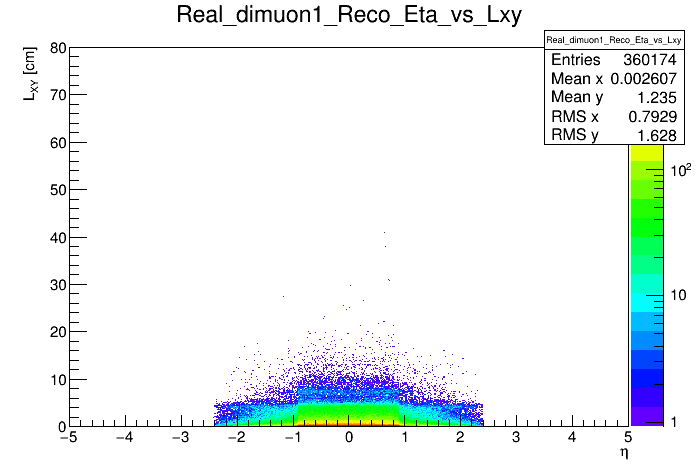 Real_dimuon1_Reco_Eta_vs_Lxy
Real_dimuon1_Reco_Eta_vs_Lxy
Entries 360174
Mean x 0.002607
Mean y 1.235
RMS x 0.7929
RMS y 1.628
L_XY [cm]
80
70
60
50
40
30
20
10
0
−5 −4 −3 −2 −1 0 1 2 3 4 5
η
10²
10
1